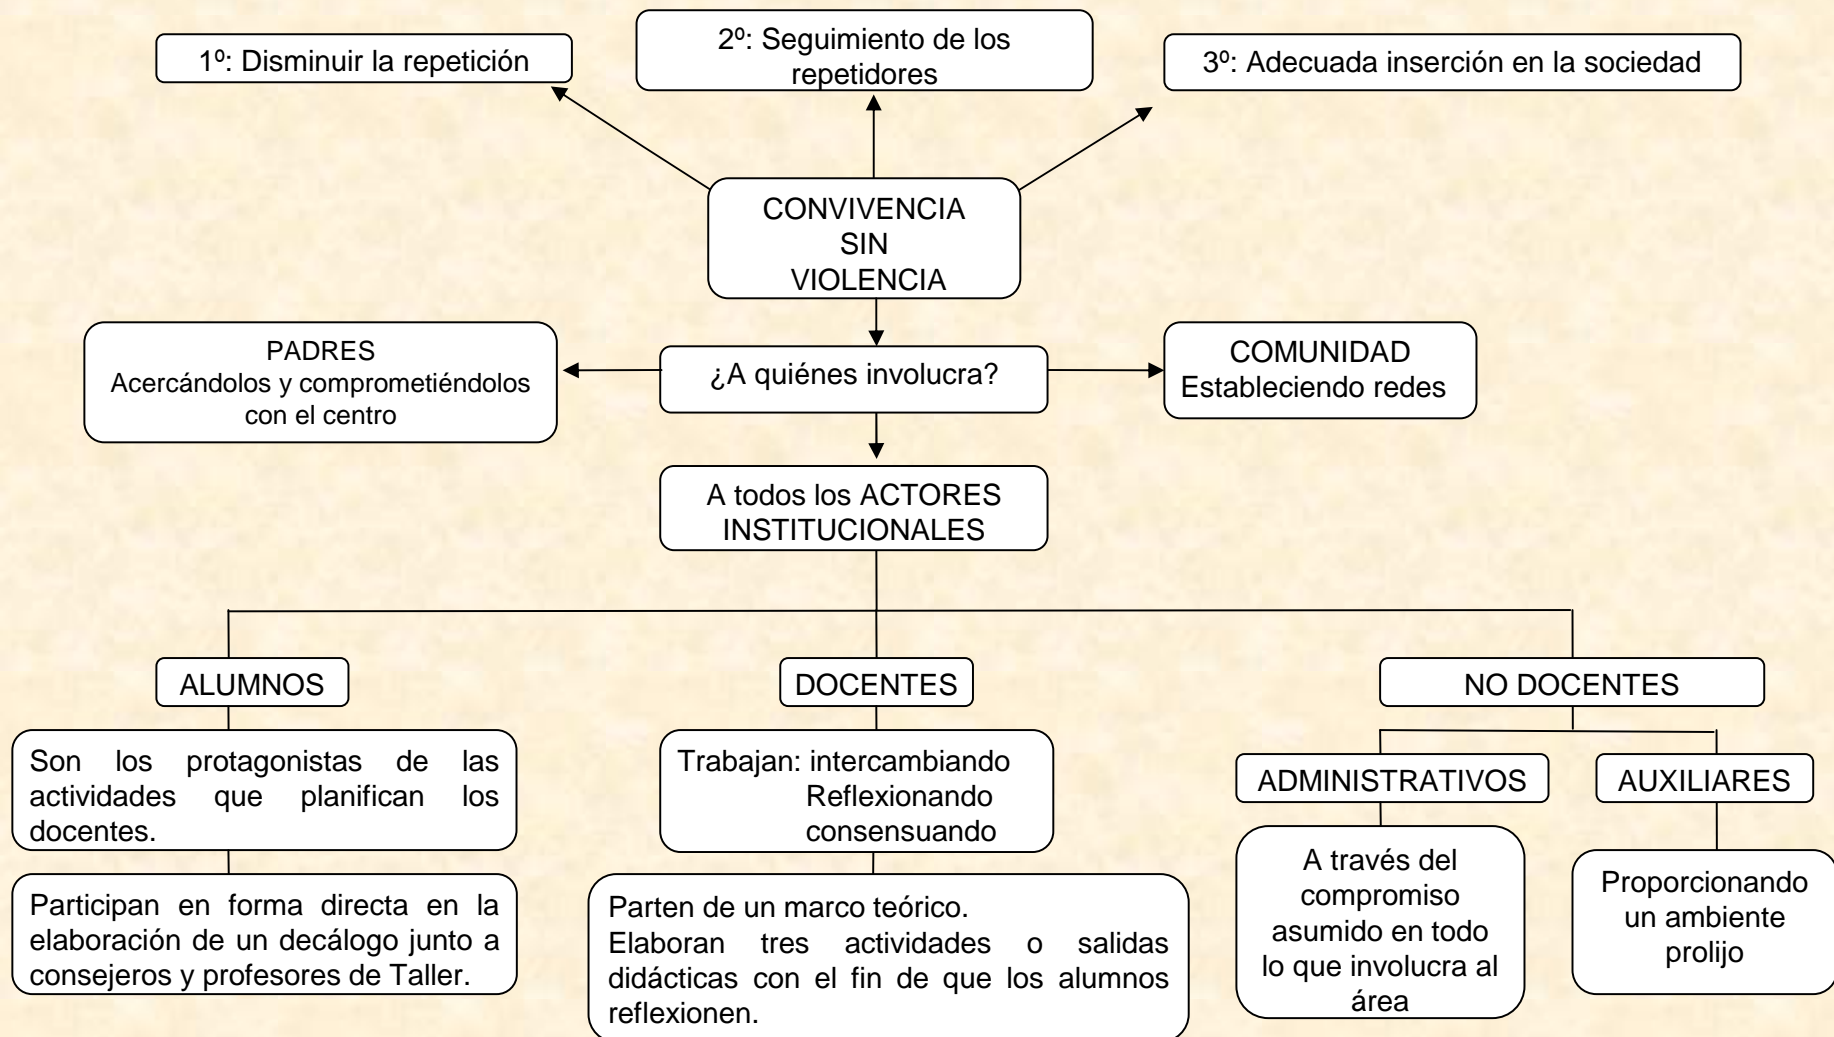 1º: Disminuir la repetición
2º: Seguimiento de los
repetidores
3º: Adecuada inserción en la sociedad
CONVIVENCIA
SIN
VIOLENCIA
PADRES
Acercándolos y comprometiéndolos
con el centro
¿A quiénes involucra?
COMUNIDAD
Estableciendo redes
A todos los ACTORES
INSTITUCIONALES
ALUMNOS
DOCENTES
NO DOCENTES
Son los protagonistas de las
actividades que planifican los
docentes.
Trabajan: intercambiando
Reflexionando
consensuando
ADMINISTRATIVOS
AUXILIARES
Participan en forma directa en la
elaboración de un decálogo junto a
consejeros y profesores de Taller.
Parten de un marco teórico.
Elaboran tres actividades o salidas
didácticas con el fin de que los alumnos
reflexionen.
A través del
compromiso
asumido en todo
lo que involucra al
área
Proporcionando
un ambiente
prolijo